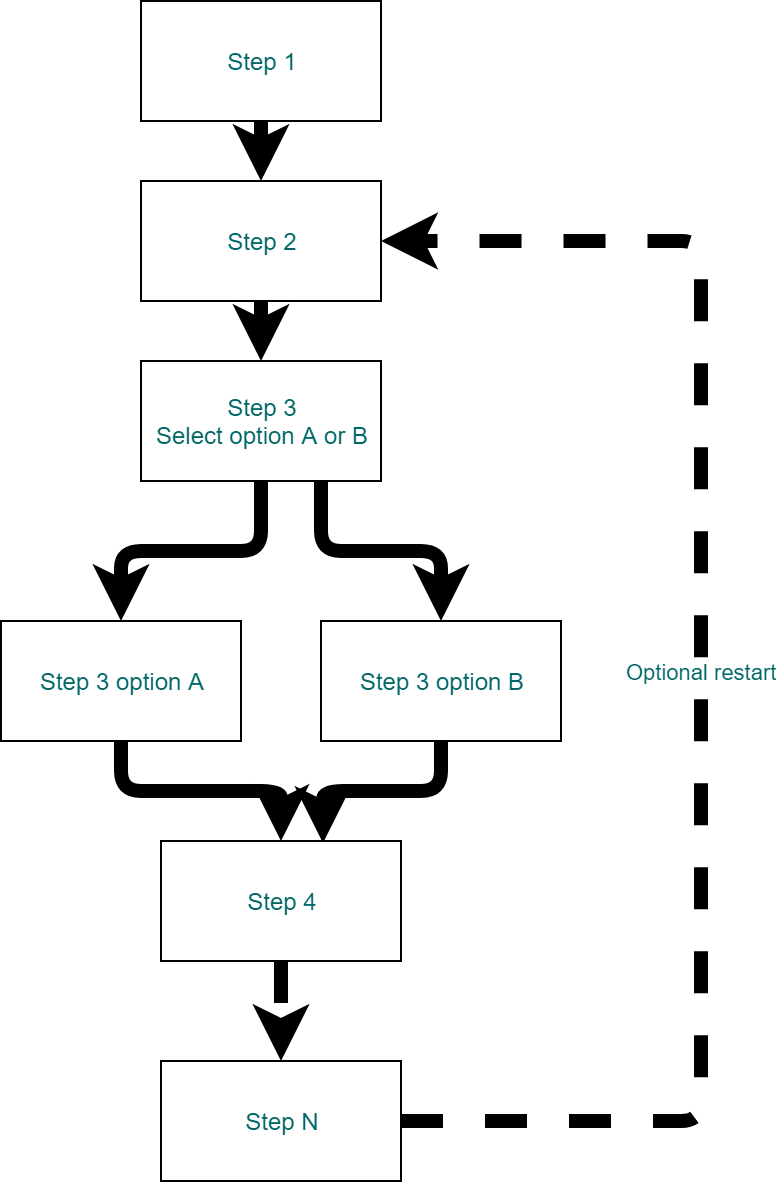 Step 1
Step 2
Step 3
Select option A or B
Step 3 option A
Step 3 option B
Optional restart
Step 4
Step N